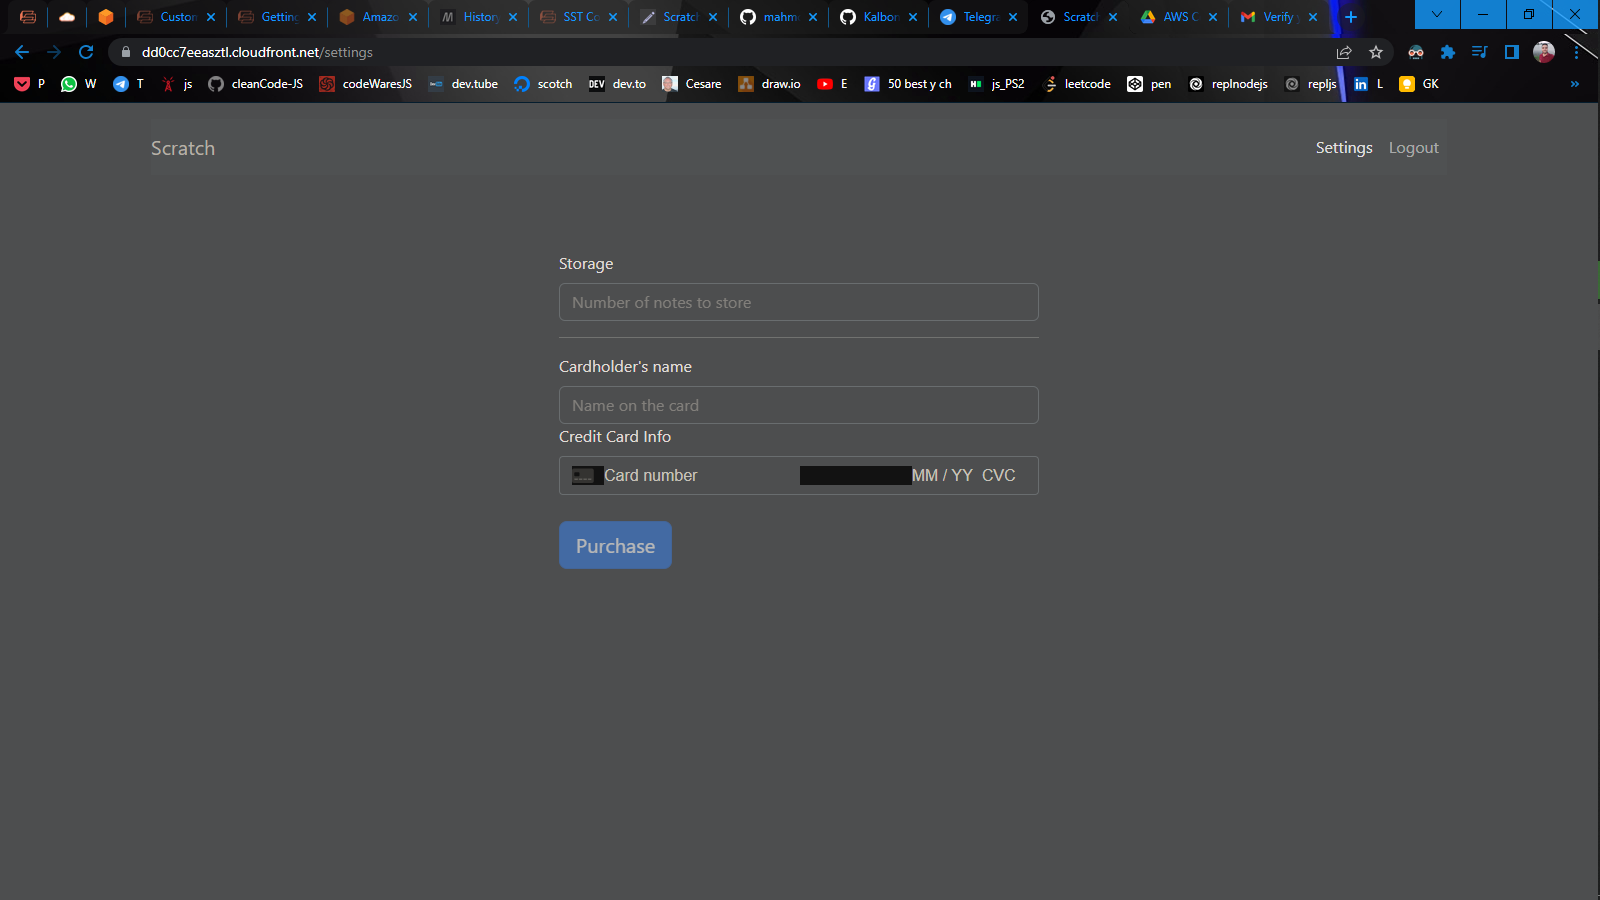 Custon
Getting
Amazo
History
SST Co
Scratch
mahm
Kalbor
Telegra
Scratch
AWS C
Verify y
dd0cc7eeasztl.cloudfront.net/settings
P W T js cleanCode-JS codeWaresJS dev.tube scotch DEV dev.to Cesare draw.io E 50 best y ch js_PS2 leetcode pen replnodejs repljs L GK
Scratch
Settings
Logout
Storage
Number of notes to store
Cardholder's name
Name on the card
Credit Card Info
Card number MM / YY CVC
Purchase